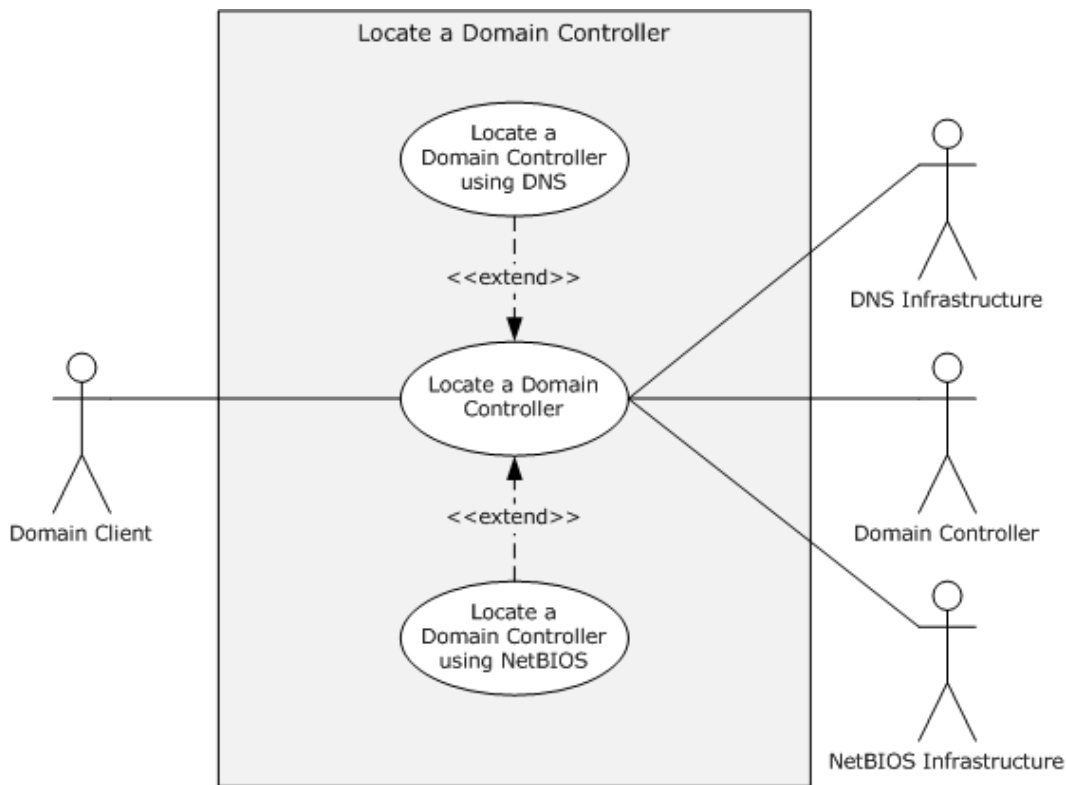 Locate a Domain Controller
Locate a
Domain Controller
using DNS
<<extend>>
DNS Infrastructure
Locate a Domain
Controller
Domain Client
<<extend>>
Domain Controller
Locate a
Domain Controller
using NetBIOS
NetBIOS Infrastructure